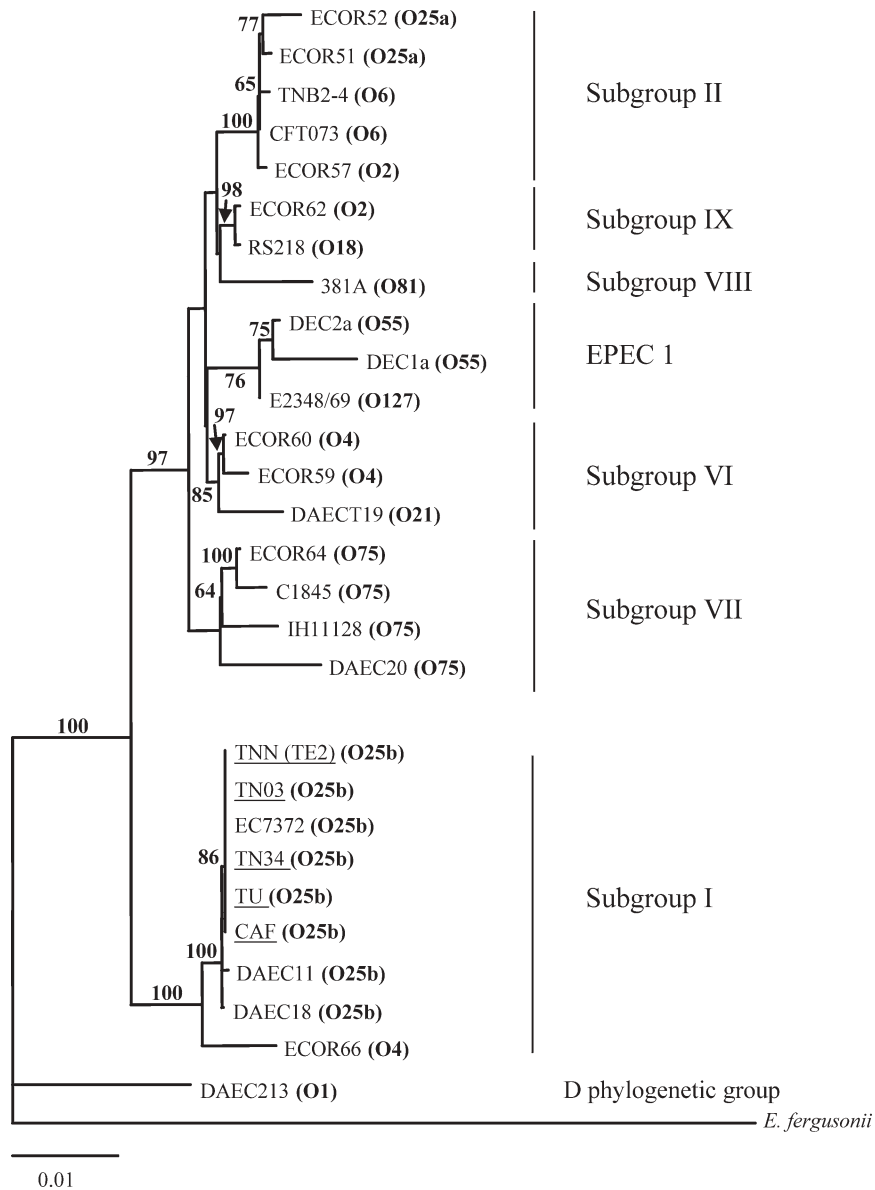 77
ECOR52 (O25a)
ECOR51 (O25a)
65
TNB2-4 (O6)
Subgroup II
100
CFT073 (O6)
ECOR57 (O2)
98
ECOR62 (O2)
Subgroup IX
RS218 (O18)
381A (O81)
Subgroup VIII
75
DEC2a (O55)
EPEC 1
DEC1a (O55)
76
E2348/69 (O127)
97
ECOR60 (O4)
97
ECOR59 (O4)
Subgroup VI
85
DAECT19 (O21)
100
ECOR64 (O75)
64
C1845 (O75)
Subgroup VII
IH11128 (O75)
DAEC20 (O75)
100
TNN (TE2) (O25b)
TN03 (O25b)
EC7372 (O25b)
86
TN34 (O25b)
TU (O25b)
Subgroup I
CAF (O25b)
100
DAEC11 (O25b)
100
DAEC18 (O25b)
ECOR66 (O4)
DAEC213 (O1)
D phylogenetic group
E. fergusonii
0.01